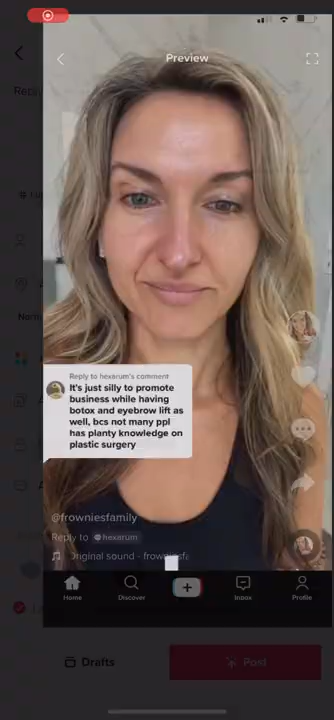 Preview
Reply to hexarum's comment
It's just silly to promote
business while having
botox and eyebrow lift as
well, bcs not many ppl
has planty knowledge on
plastic surgery
@frowniesfamily
Reply to @hexarum
Original sound - frowniesfa
Home
Discover
Inbox
Profile
Drafts
Post